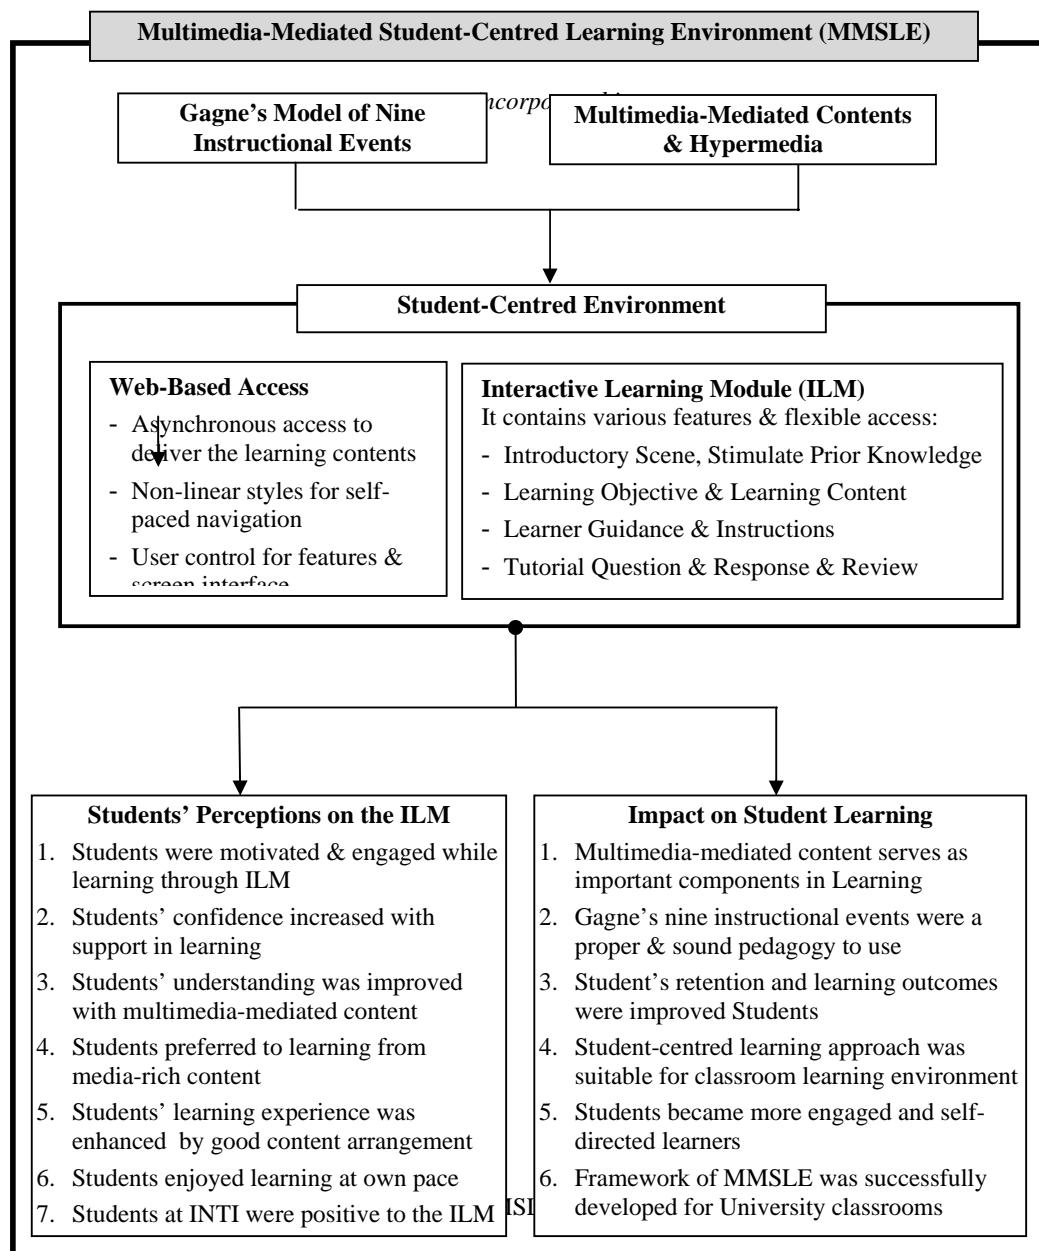 Multimedia-Mediated Student-Centred Learning Environment (MMSLE)
Gagne's Model of Nine
Instructional Events
Multimedia-Mediated Contents
& Hypermedia
Student-Centred Environment
Web-Based Access
- Asynchronous access to
deliver the learning contents
- Non-linear styles for self-
paced navigation
- User control for features &
screen interface
Interactive Learning Module (ILM)
It contains various features & flexible access:
- Introductory Scene, Stimulate Prior Knowledge
- Learning Objective & Learning Content
- Learner Guidance & Instructions
- Tutorial Question & Response & Review
Students' Perceptions on the ILM
1. Students were motivated & engaged while
learning through ILM
2. Students' confidence increased with
support in learning
3. Students' understanding was improved
with multimedia-mediated content
4. Students preferred to learning from
media-rich content
5. Students' learning experience was
enhanced by good content arrangement
6. Students enjoyed learning at own pace
7. Students at INTI were positive to the ILM
Impact on Student Learning
1. Multimedia-mediated content serves as
important components in Learning
2. Gagne's nine instructional events were a
proper & sound pedagogy to use
3. Student's retention and learning outcomes
were improved Students
4. Student-centred learning approach was
suitable for classroom learning environment
5. Students became more engaged and self-
directed learners
6. Framework of MMSLE was successfully
developed for University classrooms